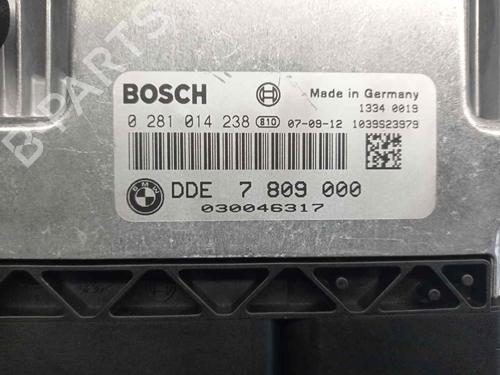 B-PARTS
BOSCH
Made in Germany
1334 0019
0 281 014 238 B10 07-09-12 1039S23979
BMW
DDE 7 809 000
030046317